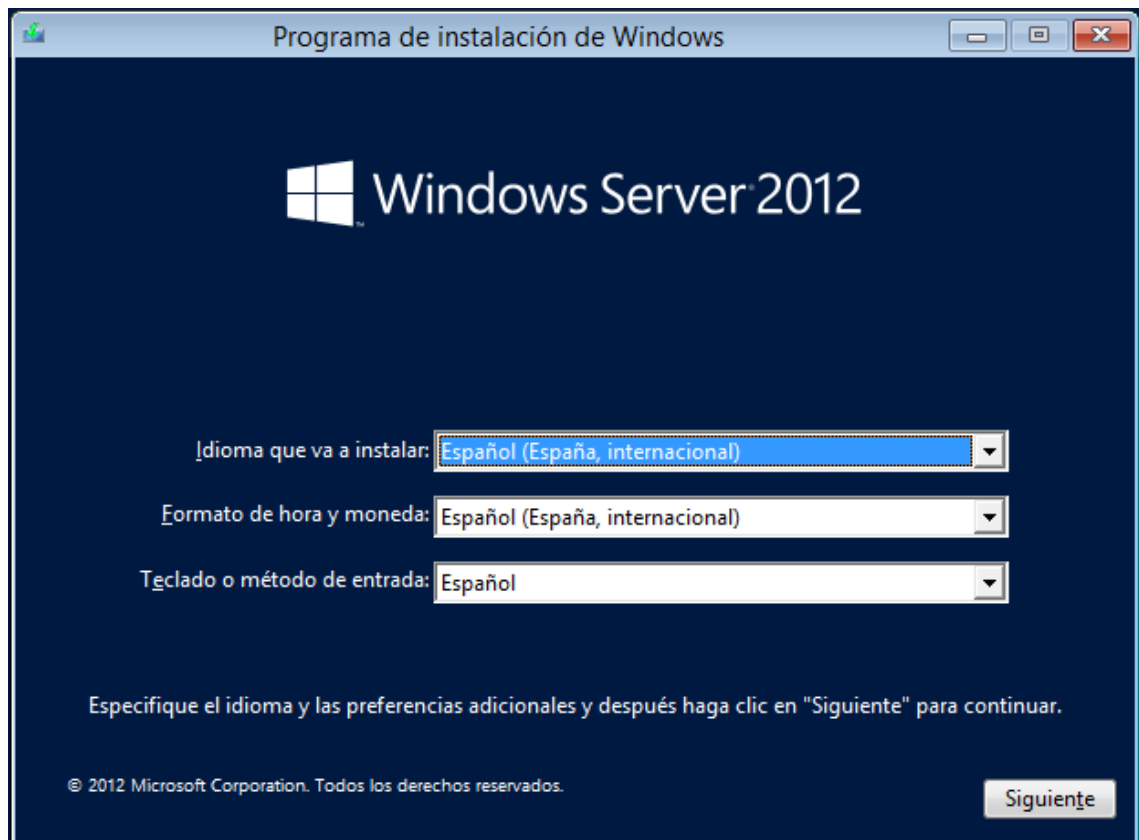 Programa de instalación de Windows
Windows Server 2012
Idioma que va a instalar: Español (España, internacional)
Formato de hora y moneda: Español (España, internacional)
Teclado o método de entrada: Español
Especifique el idioma y las preferencias adicionales y después haga clic en "Siguiente" para continuar.
© 2012 Microsoft Corporation. Todos los derechos reservados.
Siguiente